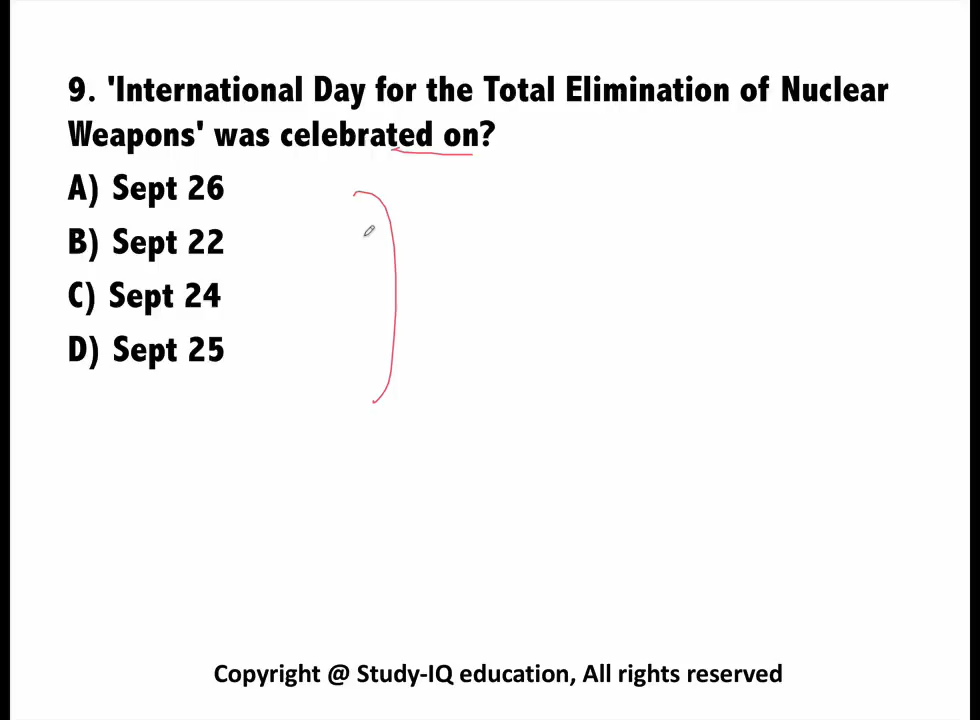 9. 'International Day for the Total Elimination of Nuclear
Weapons' was celebrated on?
A) Sept 26
B) Sept 22
C) Sept 24
D) Sept 25
Copyright @ Study-IQ education, All rights reserved